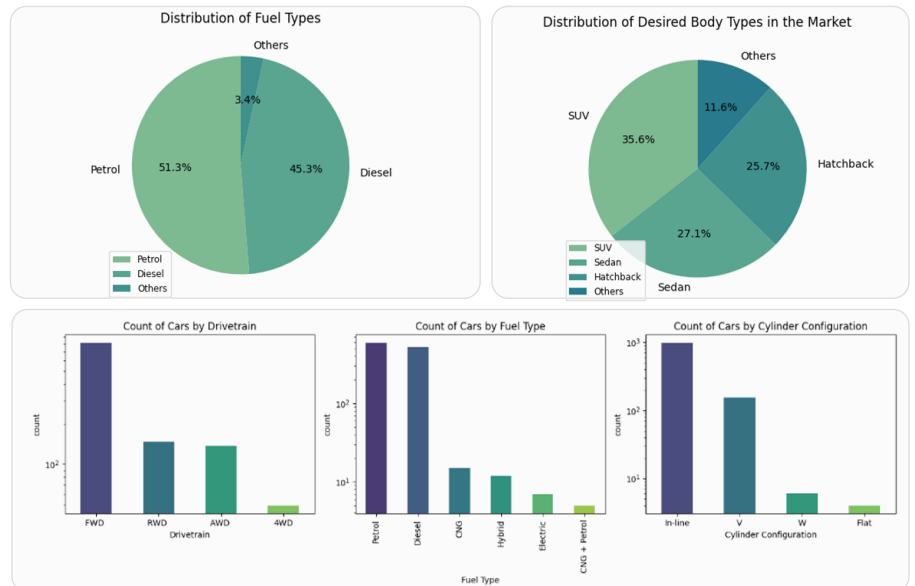 Distribution of Fuel Types
Others
3.4%
Petrol
51.3%
45.3%
Diesel
Petrol
Diesel
Others
Distribution of Desired Body Types in the Market
Others
11.6%
SUV
35.6%
Hatchback
25.7%
27.1%
SUV
Sedan
Hatchback
Others
Sedan
Count of Cars by Drivetrain
count
10²
FWD
RWD
AWD
4WD
Drivetrain
Count of Cars by Fuel Type
count
10²
10¹
Petrol
Diesel
CNG
Hybrid
Electric
CNG + Petrol
Fuel Type
Count of Cars by Cylinder Configuration
count
10³
10²
10¹
In-line
V
W
Flat
Cylinder Configuration